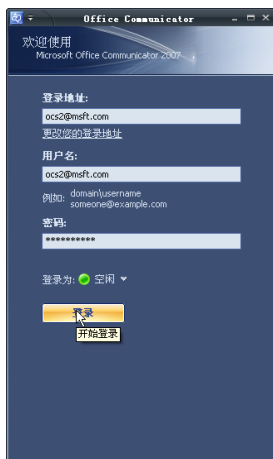 Office Communicator
欢迎使用
Microsoft Office Communicator 2007
登录地址:
ocs2@msft.com
更改您的登录地址
用户名:
ocs2@msft.com
例如: domain\username
someone@example.com
密码:
**********
登录为: 空闲
登录
开始登录